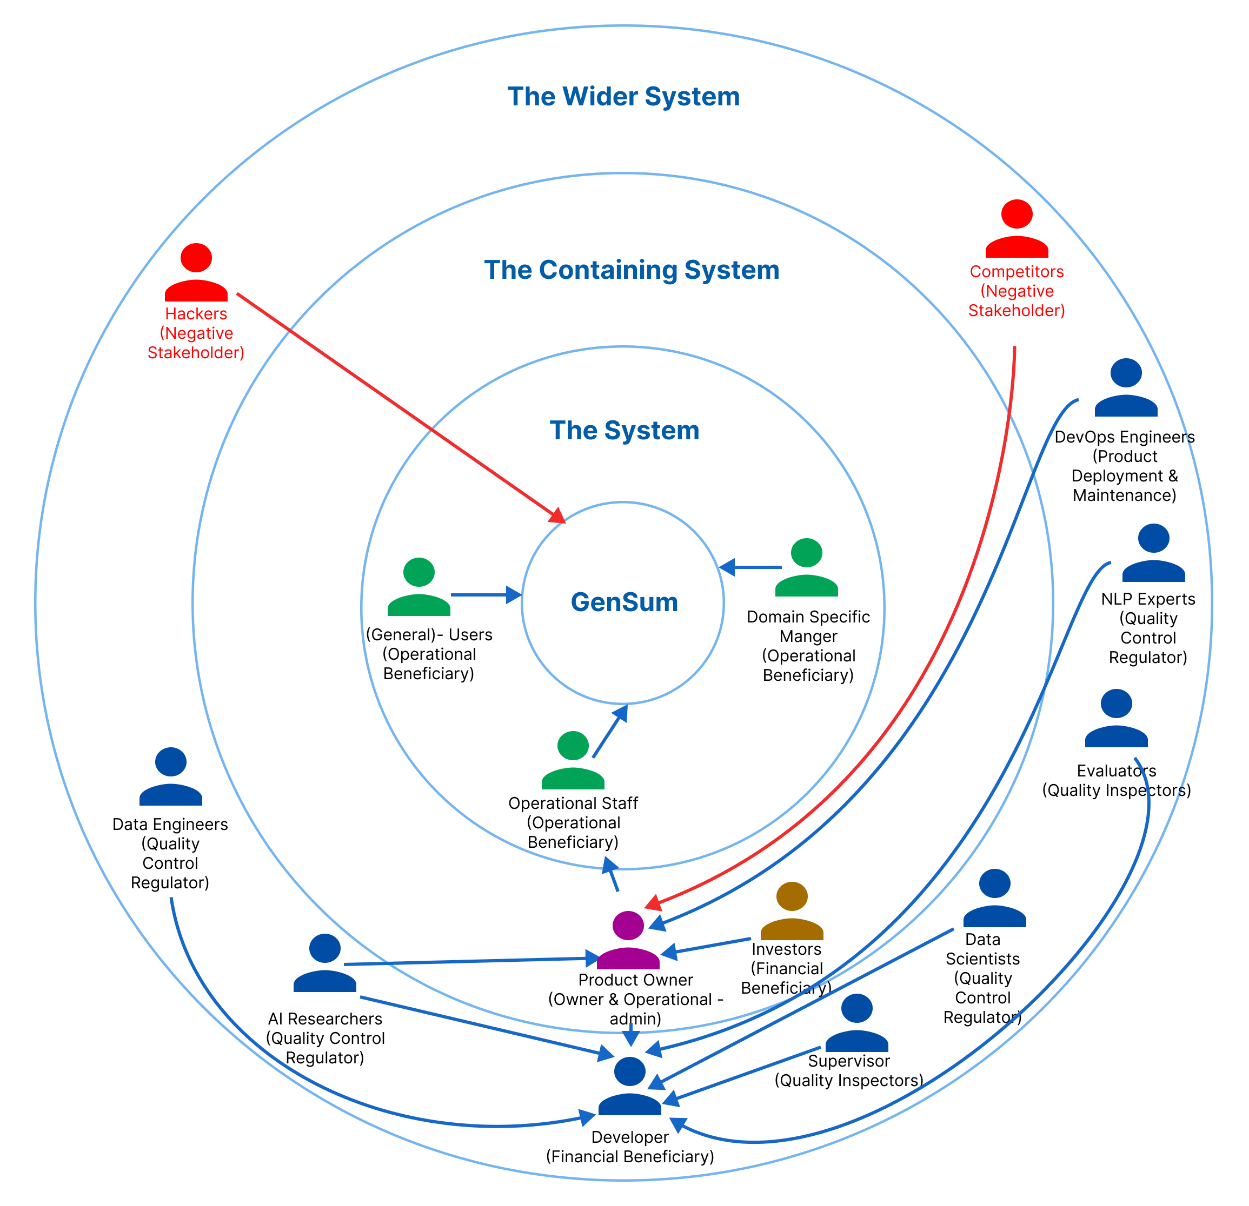 The Wider System
The Containing System
The System
GenSum
Hackers
(Negative
Stakeholder)
Competitors
(Negative
Stakeholder)
DevOps Engineers
(Product
Deployment &
Maintenance)
NLP Experts
(Quality
Control
Regulator)
(General)- Users
(Operational
Beneficiary)
Domain Specific
Manger
(Operational
Beneficiary)
Evaluators
(Quality Inspectors)
Operational Staff
(Operational
Beneficiary)
Data Engineers
(Quality
Control
Regulator)
Investors
(Financial
Beneficiary)
Data
Scientists
(Quality
Control
Regulator)
Product Owner
(Owner & Operational -
admin)
AI Researchers
(Quality Control
Regulator)
Supervisor
(Quality Inspectors)
Developer
(Financial Beneficiary)